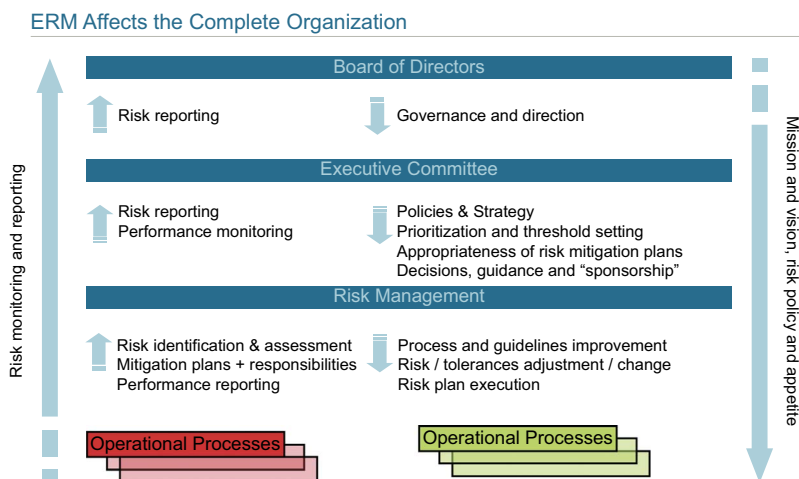 ERM Affects the Complete Organization
Board of Directors
Risk reporting
Governance and direction
Executive Committee
Risk reporting
Performance monitoring
Policies & Strategy
Prioritization and threshold setting
Appropriateness of risk mitigation plans
Decisions, guidance and “sponsorship”
Risk Management
Risk identification & assessment
Mitigation plans + responsibilities
Performance reporting
Process and guidelines improvement
Risk / tolerances adjustment / change
Risk plan execution
Operational Processes
Operational Processes
Risk monitoring and reporting
Mission and vision, risk policy and appetite